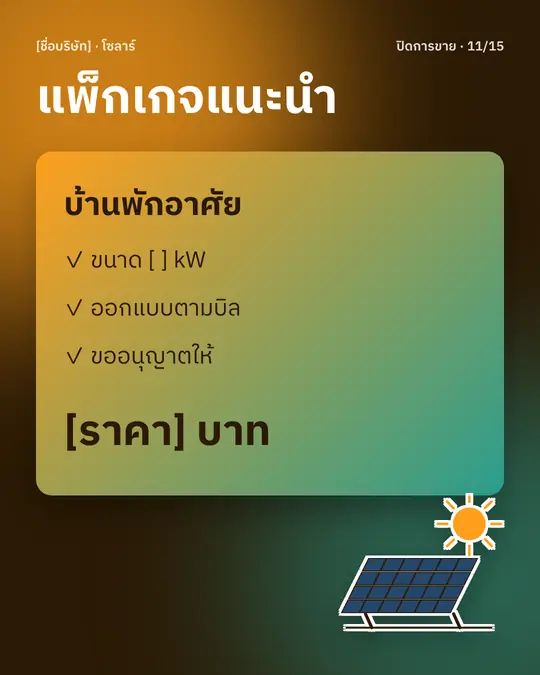 [ชื่อบริษัท] · โซลาร์
ปิดการขาย · 11/15
แพ็กเกจแนะนำ
บ้านพักอาศัย
✓ ขนาด [ ] kW
✓ ออกแบบตามบิล
✓ ขออนุญาตให้
[ราคา] บาท